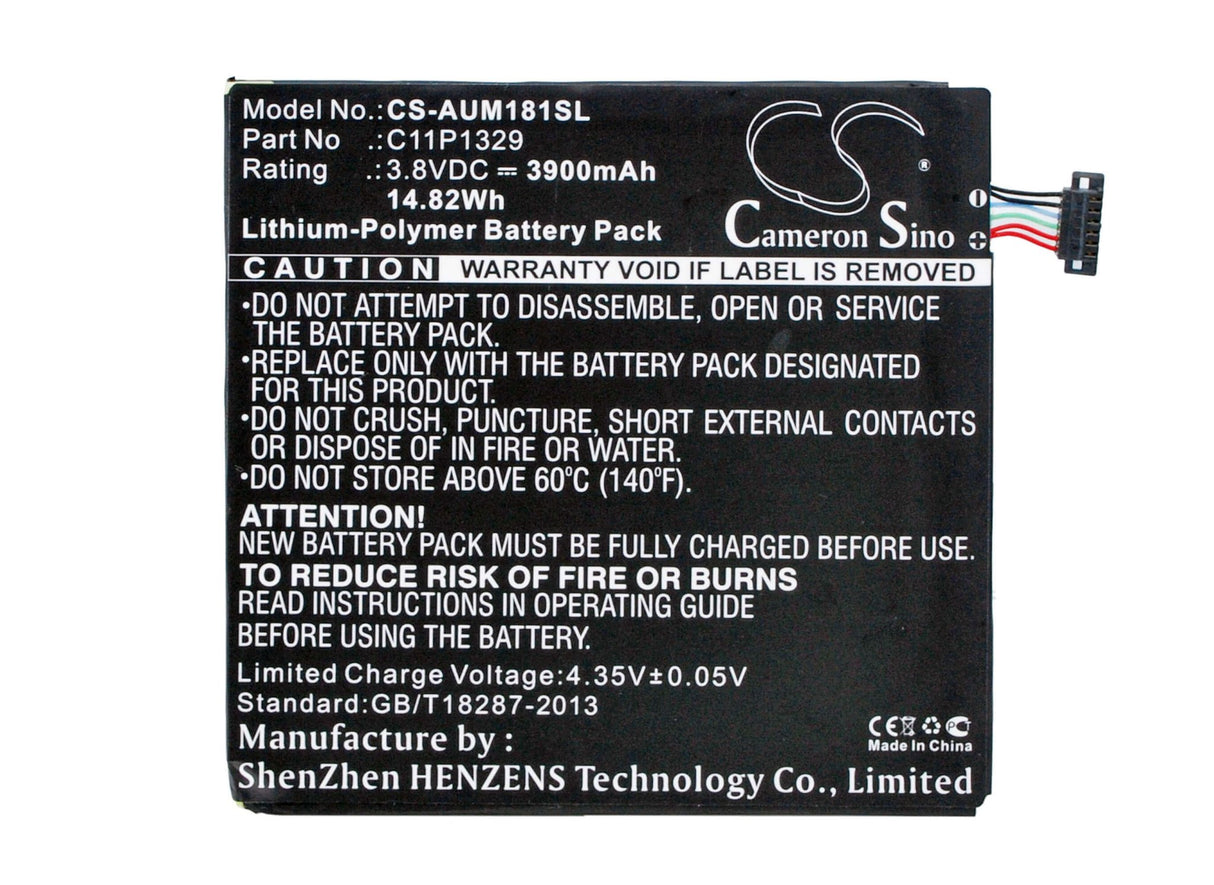 Model No.:CS-AUM181SL
Part No .:C11P1329
Rating .:3.8VDC ⎓ 3900mAh
14.82Wh
Lithium-Polymer Battery Pack
CS
®
Cameron Sino
CAUTION WARRANTY VOID IF LABEL IS REMOVED
•DO NOT ATTEMPT TO DISASSEMBLE, OPEN OR SERVICE
THE BATTERY PACK.
•REPLACE ONLY WITH THE BATTERY PACK DESIGNATED
FOR THIS PRODUCT.
•DO NOT CRUSH, PUNCTURE, SHORT EXTERNAL CONTACTS
OR DISPOSE OF IN FIRE OR WATER.
•DO NOT STORE ABOVE 60°C (140°F).
ATTENTION!
NEW BATTERY PACK MUST BE FULLY CHARGED BEFORE USE.
TO REDUCE RISK OF FIRE OR BURNS
READ INSTRUCTIONS IN OPERATING GUIDE
BEFORE USING THE BATTERY.
Limited Charge Voltage:4.35V±0.05V
Standard:GB/T18287-2013
CE PCT
Made In China
Manufacture by :
ShenZhen HENZENS Technology Co., Limited